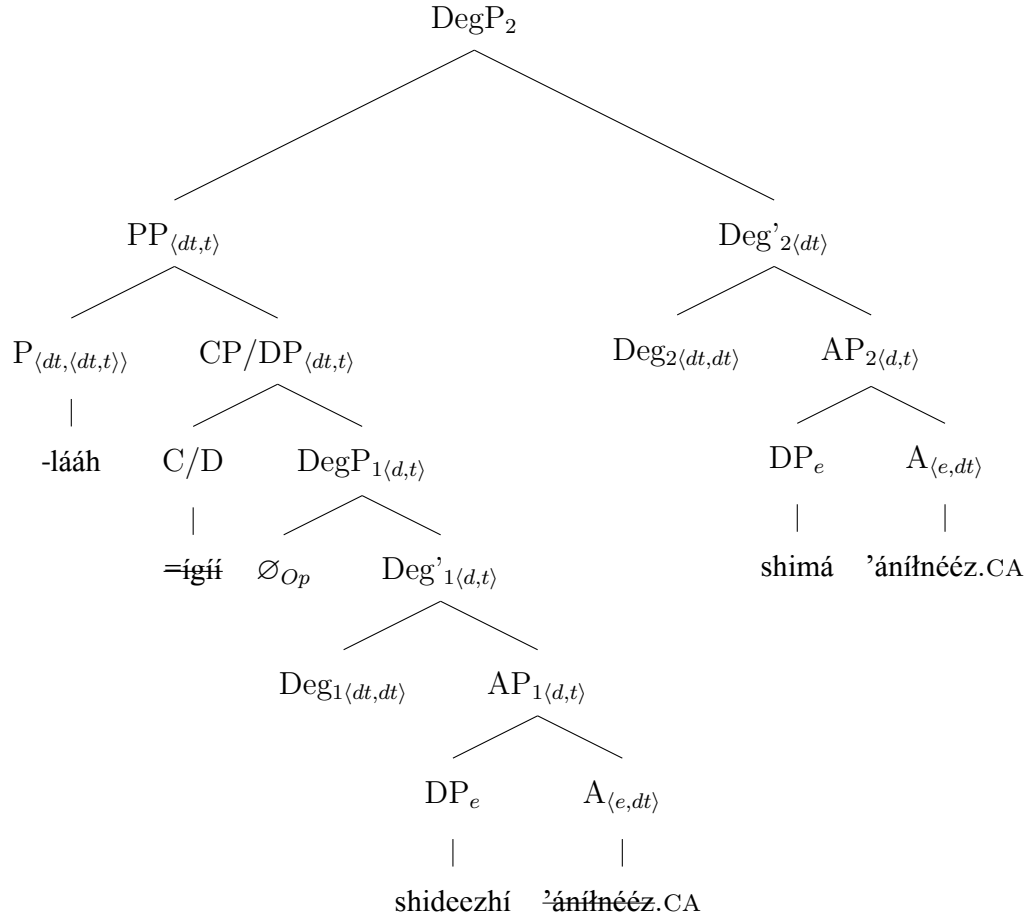 DegP₂
PP⟨dt,t⟩ Deg’₂⟨dt⟩
P⟨dt,⟨dt,t⟩⟩ CP/DP⟨dt,t⟩ Deg₂⟨dt,dt⟩ AP₂⟨d,t⟩
-lááh C/D DegP₁⟨d,t⟩ DPₑ A⟨e,dt⟩
=ígíí ∅Op Deg’₁⟨d,t⟩ shimá ’áníłnééz.CA
Deg₁⟨dt,dt⟩ AP₁⟨d,t⟩
DPₑ A⟨e,dt⟩
shideezhí ’áníłnééz.CA